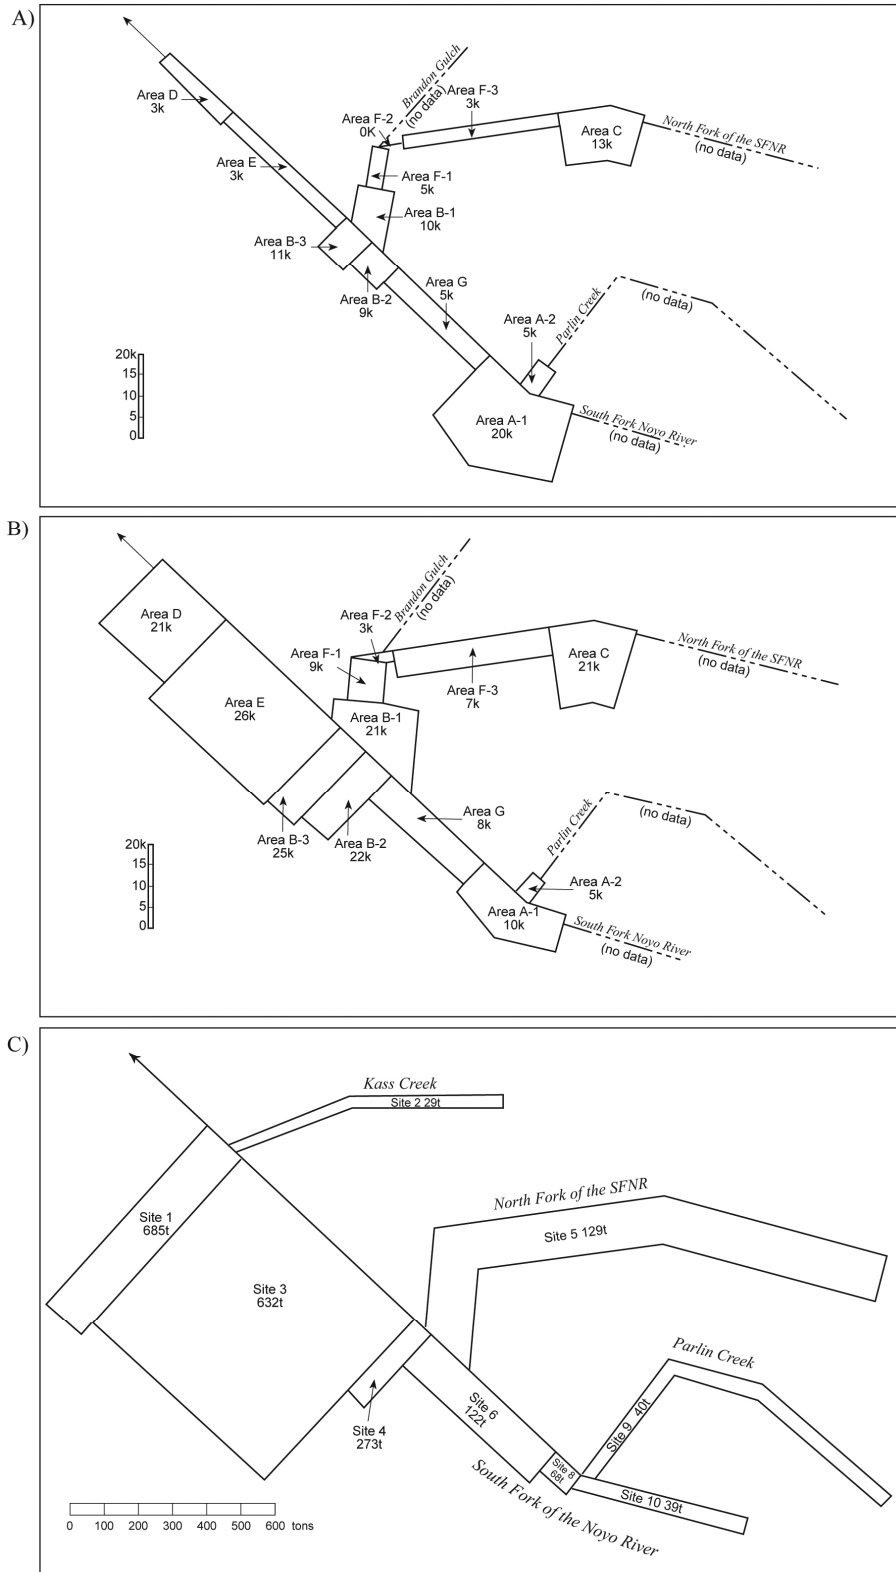 A)
Brandon Gulch
(no data)
Area D
3k
Area F-3
3k
Area F-2
0K
Area C
13k
North Fork of the SFNR
(no data)
Area E
3k
Area F-1
5k
Area B-1
10k
Area B-3
11k
Area B-2
9k
Area G
5k
Parlin Creek
(no data)
Area A-2
5k
20k
15
10
5
0
Area A-1
20k
South Fork Noyo River
(no data)
B)
Brandon Gulch
(no data)
Area D
21k
Area F-2
3k
Area F-1
9k
Area C
21k
North Fork of the SFNR
(no data)
Area F-3
7k
Area E
26k
Area B-1
21k
Area G
8k
Parlin Creek
(no data)
Area B-3
25k
Area B-2
22k
20k
15
10
5
0
Area A-2
5k
Area A-1
10k
South Fork Noyo River
(no data)
C)
Kass Creek
Site 2 29t
North Fork of the SFNR
Site 1
685t
Site 5 129t
Site 3
632t
Parlin Creek
Site 6
122t
Site 9 40t
Site 4
273t
Site 8
68t
Site 10 39t
South Fork of the Noyo River
0 100 200 300 400 500 600 tons